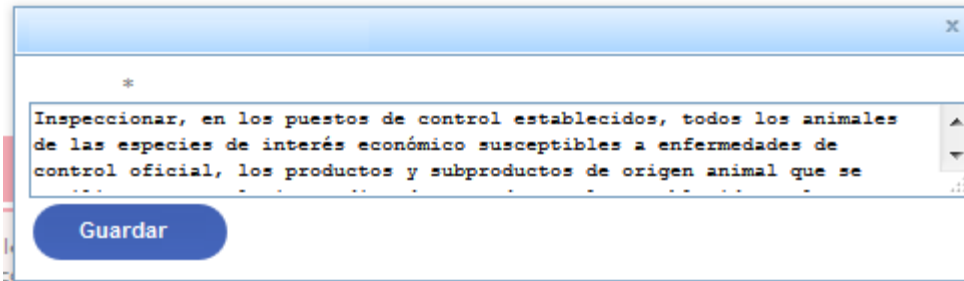 x
*
Inspeccionar, en los puestos de control establecidos, todos los animales
de las especies de interés económico susceptibles a enfermedades de
control oficial, los productos y subproductos de origen animal que se
Guardar